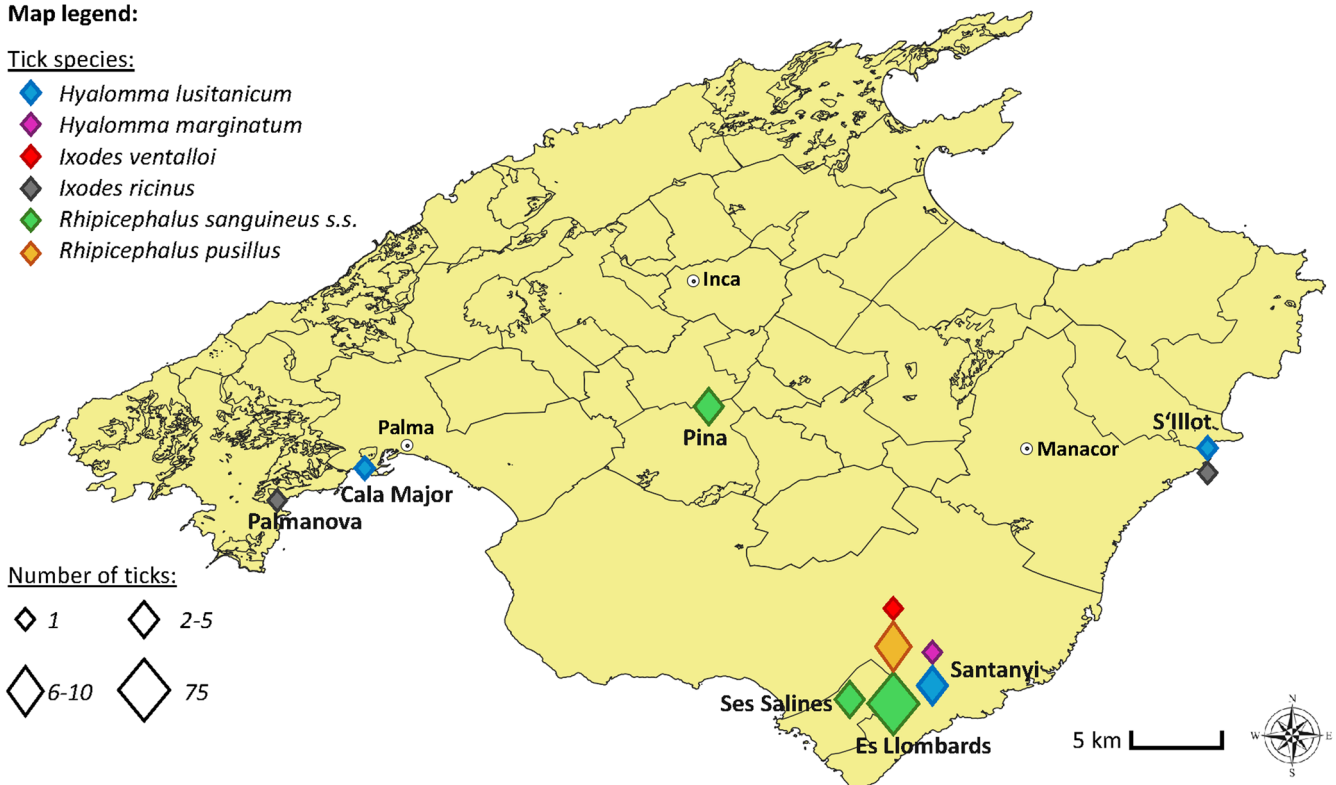 Map legend:
Tick species:
Hyalomma lusitanicum
Hyalomma marginatum
Ixodes ventalloi
Ixodes ricinus
Rhipicephalus sanguineus s.s.
Rhipicephalus pusillus
Inca
Palma
Pina
S‘Illot
Manacor
Cala Major
Palmanova
Number of ticks:
1
2-5
6-10
75
Santanyi
Ses Salines
Es Llombards
5 km
N
W
E
S